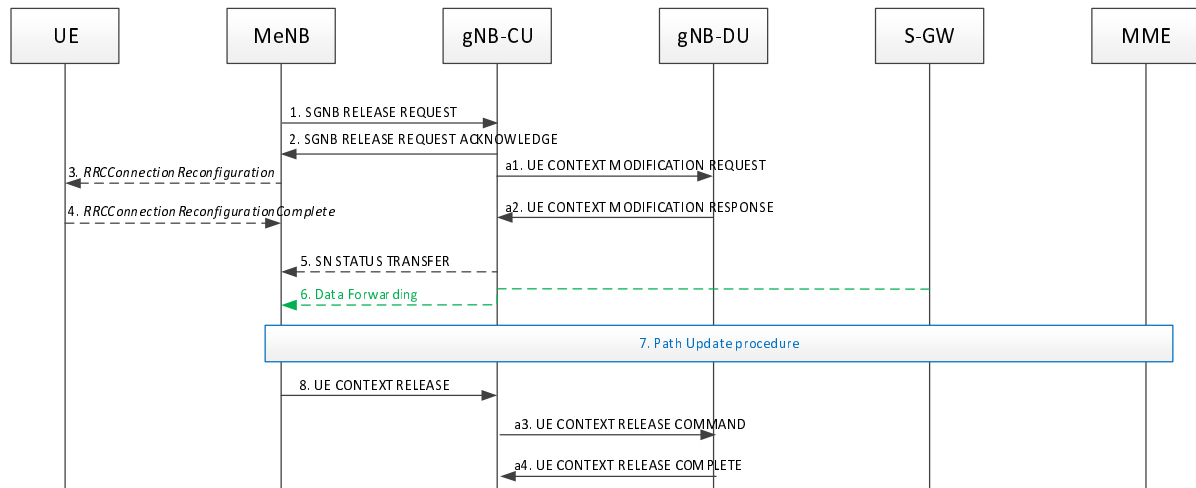 UE
MeNB
gNB-CU
gNB-DU
S-GW
MME
1. SGNB RELEASE REQUEST
2. SGNB RELEASE REQUEST ACKNOWLEDGE
a1. UE CONTEXT MODIFICATION REQUEST
3. RRCConnectionReconfiguration
4. RRCConnectionReconfigurationComplete
a2. UE CONTEXT MODIFICATION RESPONSE
5. SN STATUS TRANSFER
6. Data Forwarding
7. Path Update procedure
8. UE CONTEXT RELEASE
a3. UE CONTEXT RELEASE COMMAND
a4. UE CONTEXT RELEASE COMPLETE